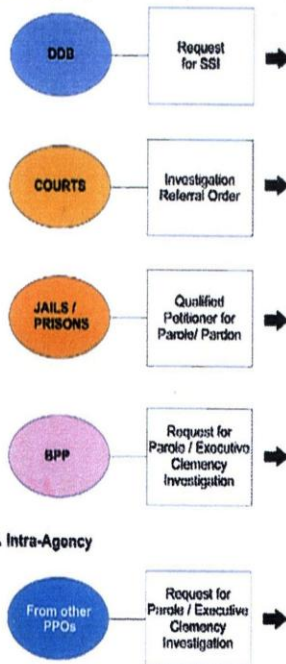 DDB
Request
for SSI
COURTS
Investigation
Referral Order
JAILS /
PRISONS
Qualified
Petitioner for
Parole/ Pardon
BPP
Request for
Parole / Executive
Clemency
Investigation
. Intra-Agency
From other
PPOs
Request for
Parole / Executive
Clemency
Investigation